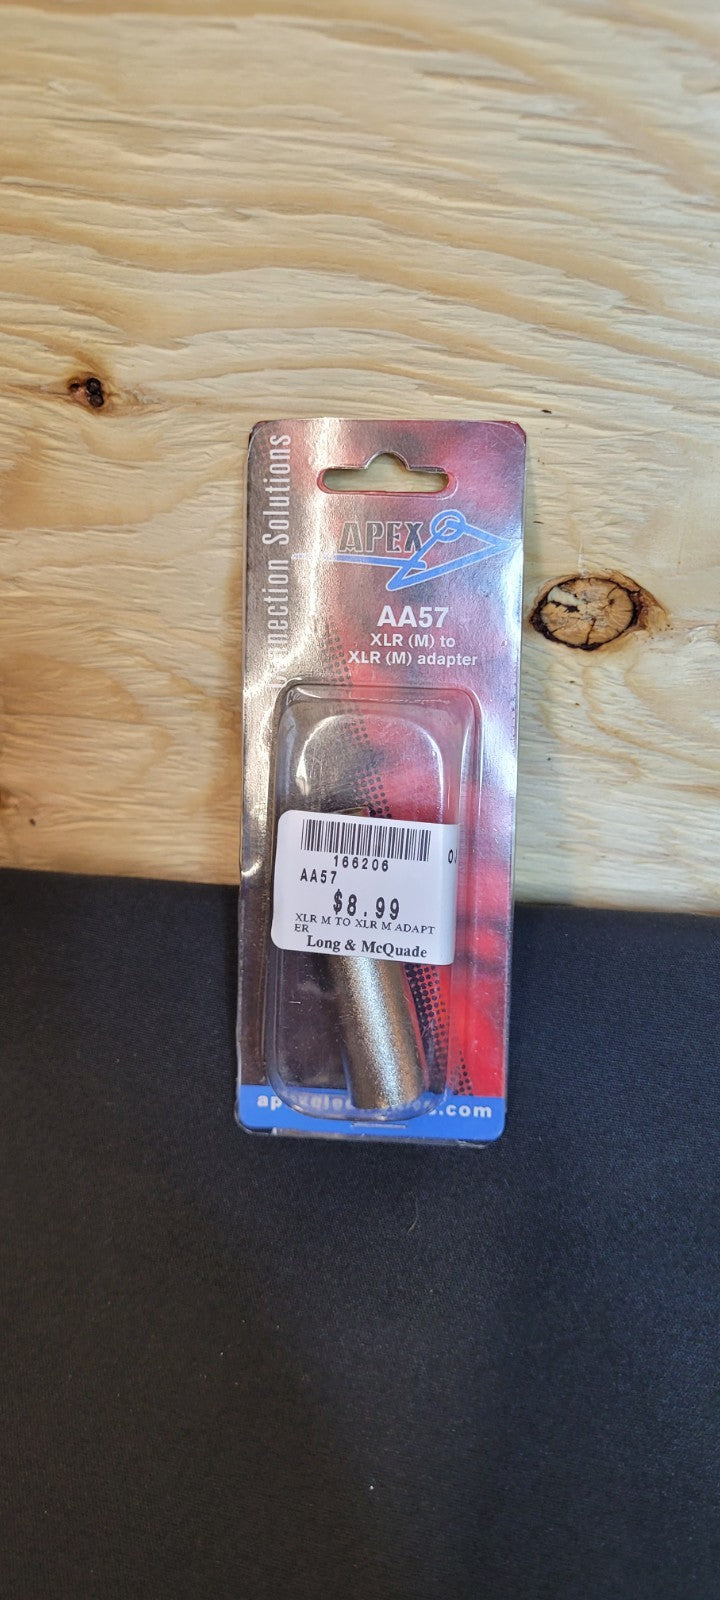 Connection Solutions
APEX
AA57
XLR (M) to
XLR (M) adapter
166206
AA57
$8.99
XLR M TO XLR M ADAPT
ER
Long & McQuade
.com